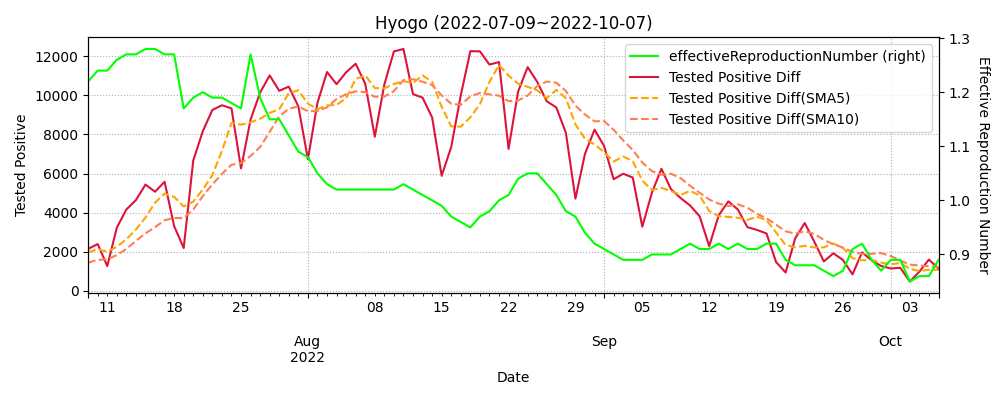 Hyogo (2022-07-09~2022-10-07)
effectiveReproductionNumber (right)
Tested Positive Diff
Tested Positive Diff(SMA5)
Tested Positive Diff(SMA10)
Tested Positive
12000
10000
8000
6000
4000
2000
0
1.3
1.2
1.1
1.0
0.9
Effective Reproduction Number
11 18 25 08 15 22 29 05 12 19 26 03
Aug Sep Oct
2022
Date